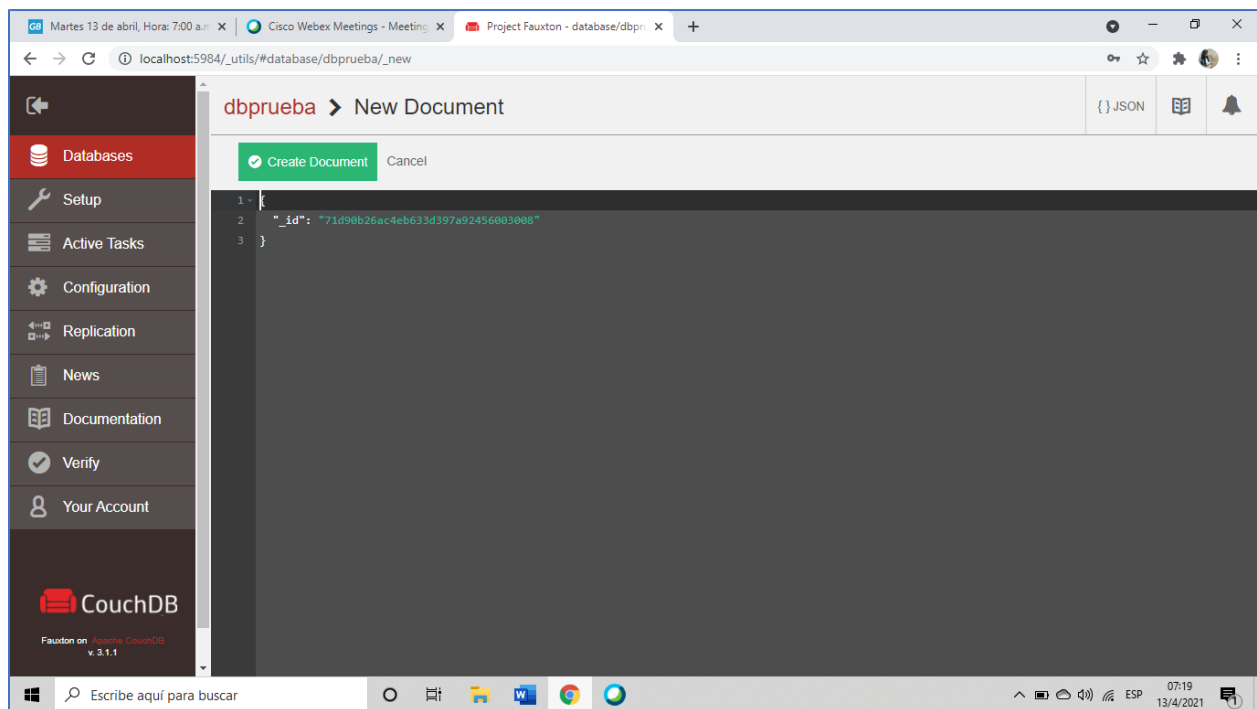 Martes 13 de abril, Hora: 7:00 a.m
Cisco Webex Meetings - Meeting
Project Fauxton - database/dbpru
localhost:5984/_utils/#database/dbprueba/_new
dbprueba > New Document
{ } JSON
Databases
Create Document
Cancel
Setup
1 {
2 "_id": "71d90b26ac4eb633d397a92456003008"
3 }
Active Tasks
Configuration
Replication
News
Documentation
Verify
Your Account
CouchDB
Fauxton on Apache CouchDB
v. 3.1.1
Escribe aquí para buscar
ESP
07:19
13/4/2021